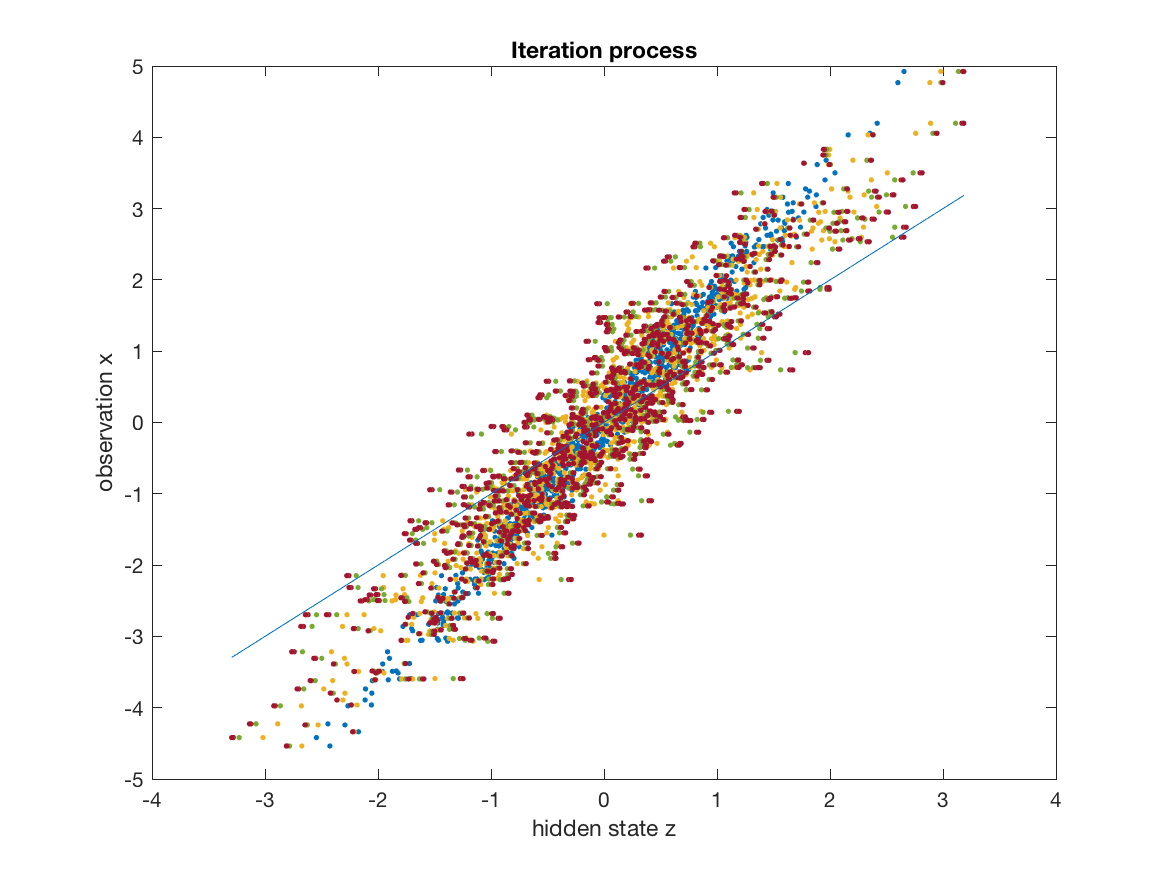 Iteration process
5
4
3
2
1
0
-1
-2
-3
-4
-5
observation x
-4 -3 -2 -1 0 1 2 3 4
hidden state z